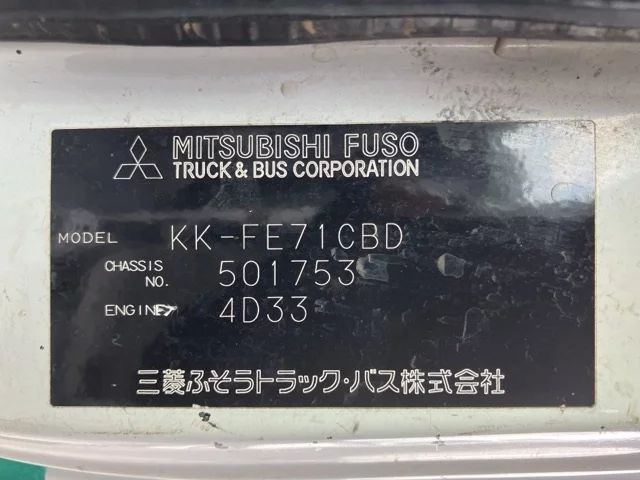 MITSUBISHI FUSO
TRUCK & BUS CORPORATION
MODEL KK-FE71CBD
CHASSIS NO. 501753
ENGINE 4D33
三菱ふそうトラック・バス株式会社